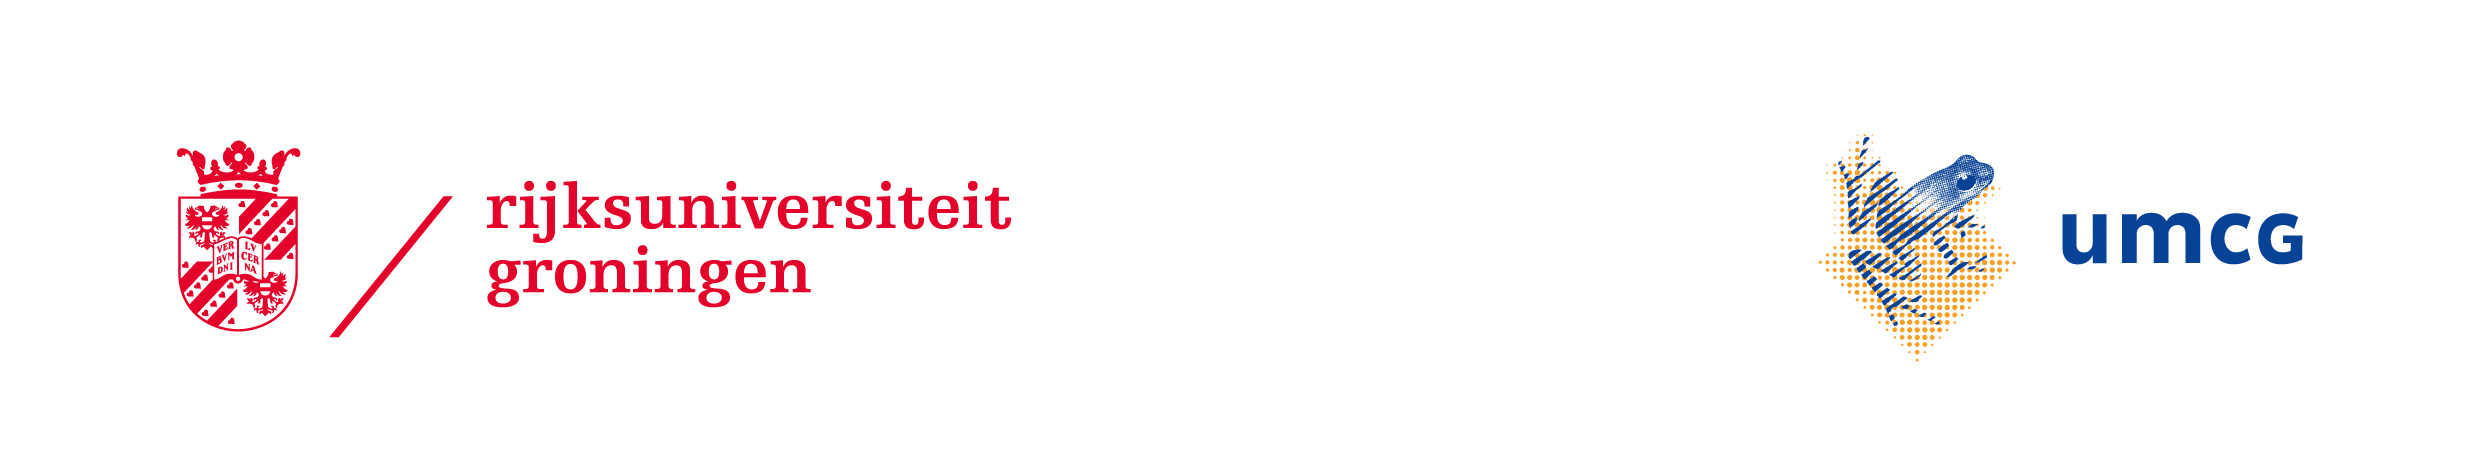 rijksuniversiteit
groningen
VER
BVM
DNI
LV
CER
NA
umcg